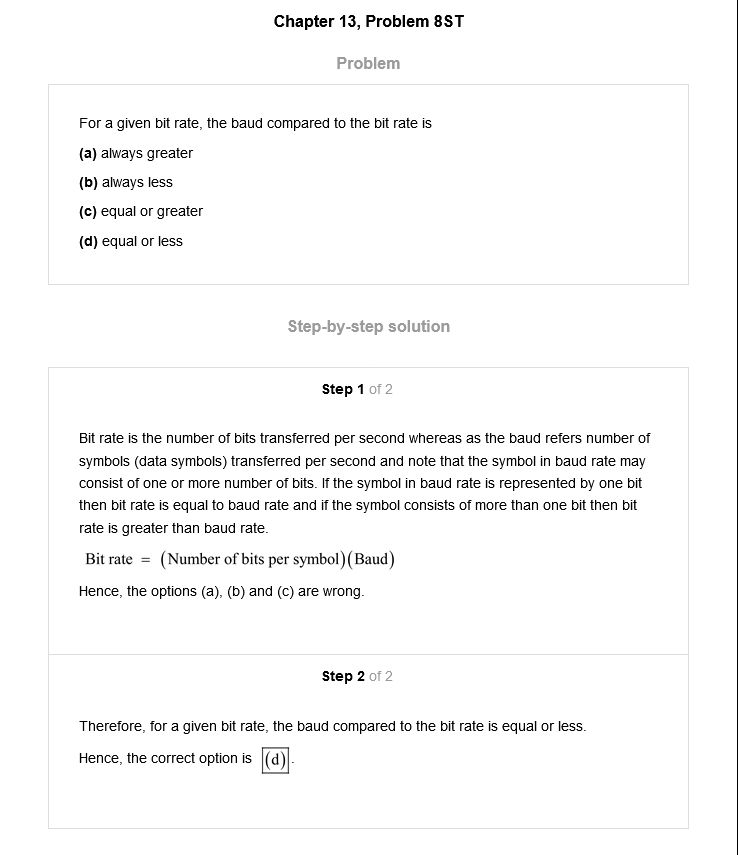 Chapter 13, Problem 8ST
Problem
For a given bit rate, the baud compared to the bit rate is
(a) always greater
(b) always less
(c) equal or greater
(d) equal or less
Step-by-step solution
Step 1 of 2
Bit rate is the number of bits transferred per second whereas as the baud refers number of
symbols (data symbols) transferred per second and note that the symbol in baud rate may
consist of one or more number of bits. If the symbol in baud rate is represented by one bit
then bit rate is equal to baud rate and if the symbol consists of more than one bit then bit
rate is greater than baud rate.
Bit rate = (Number of bits per symbol)(Baud)
Hence, the options (a), (b) and (c) are wrong.
Step 2 of 2
Therefore, for a given bit rate, the baud compared to the bit rate is equal or less.
Hence, the correct option is (d).